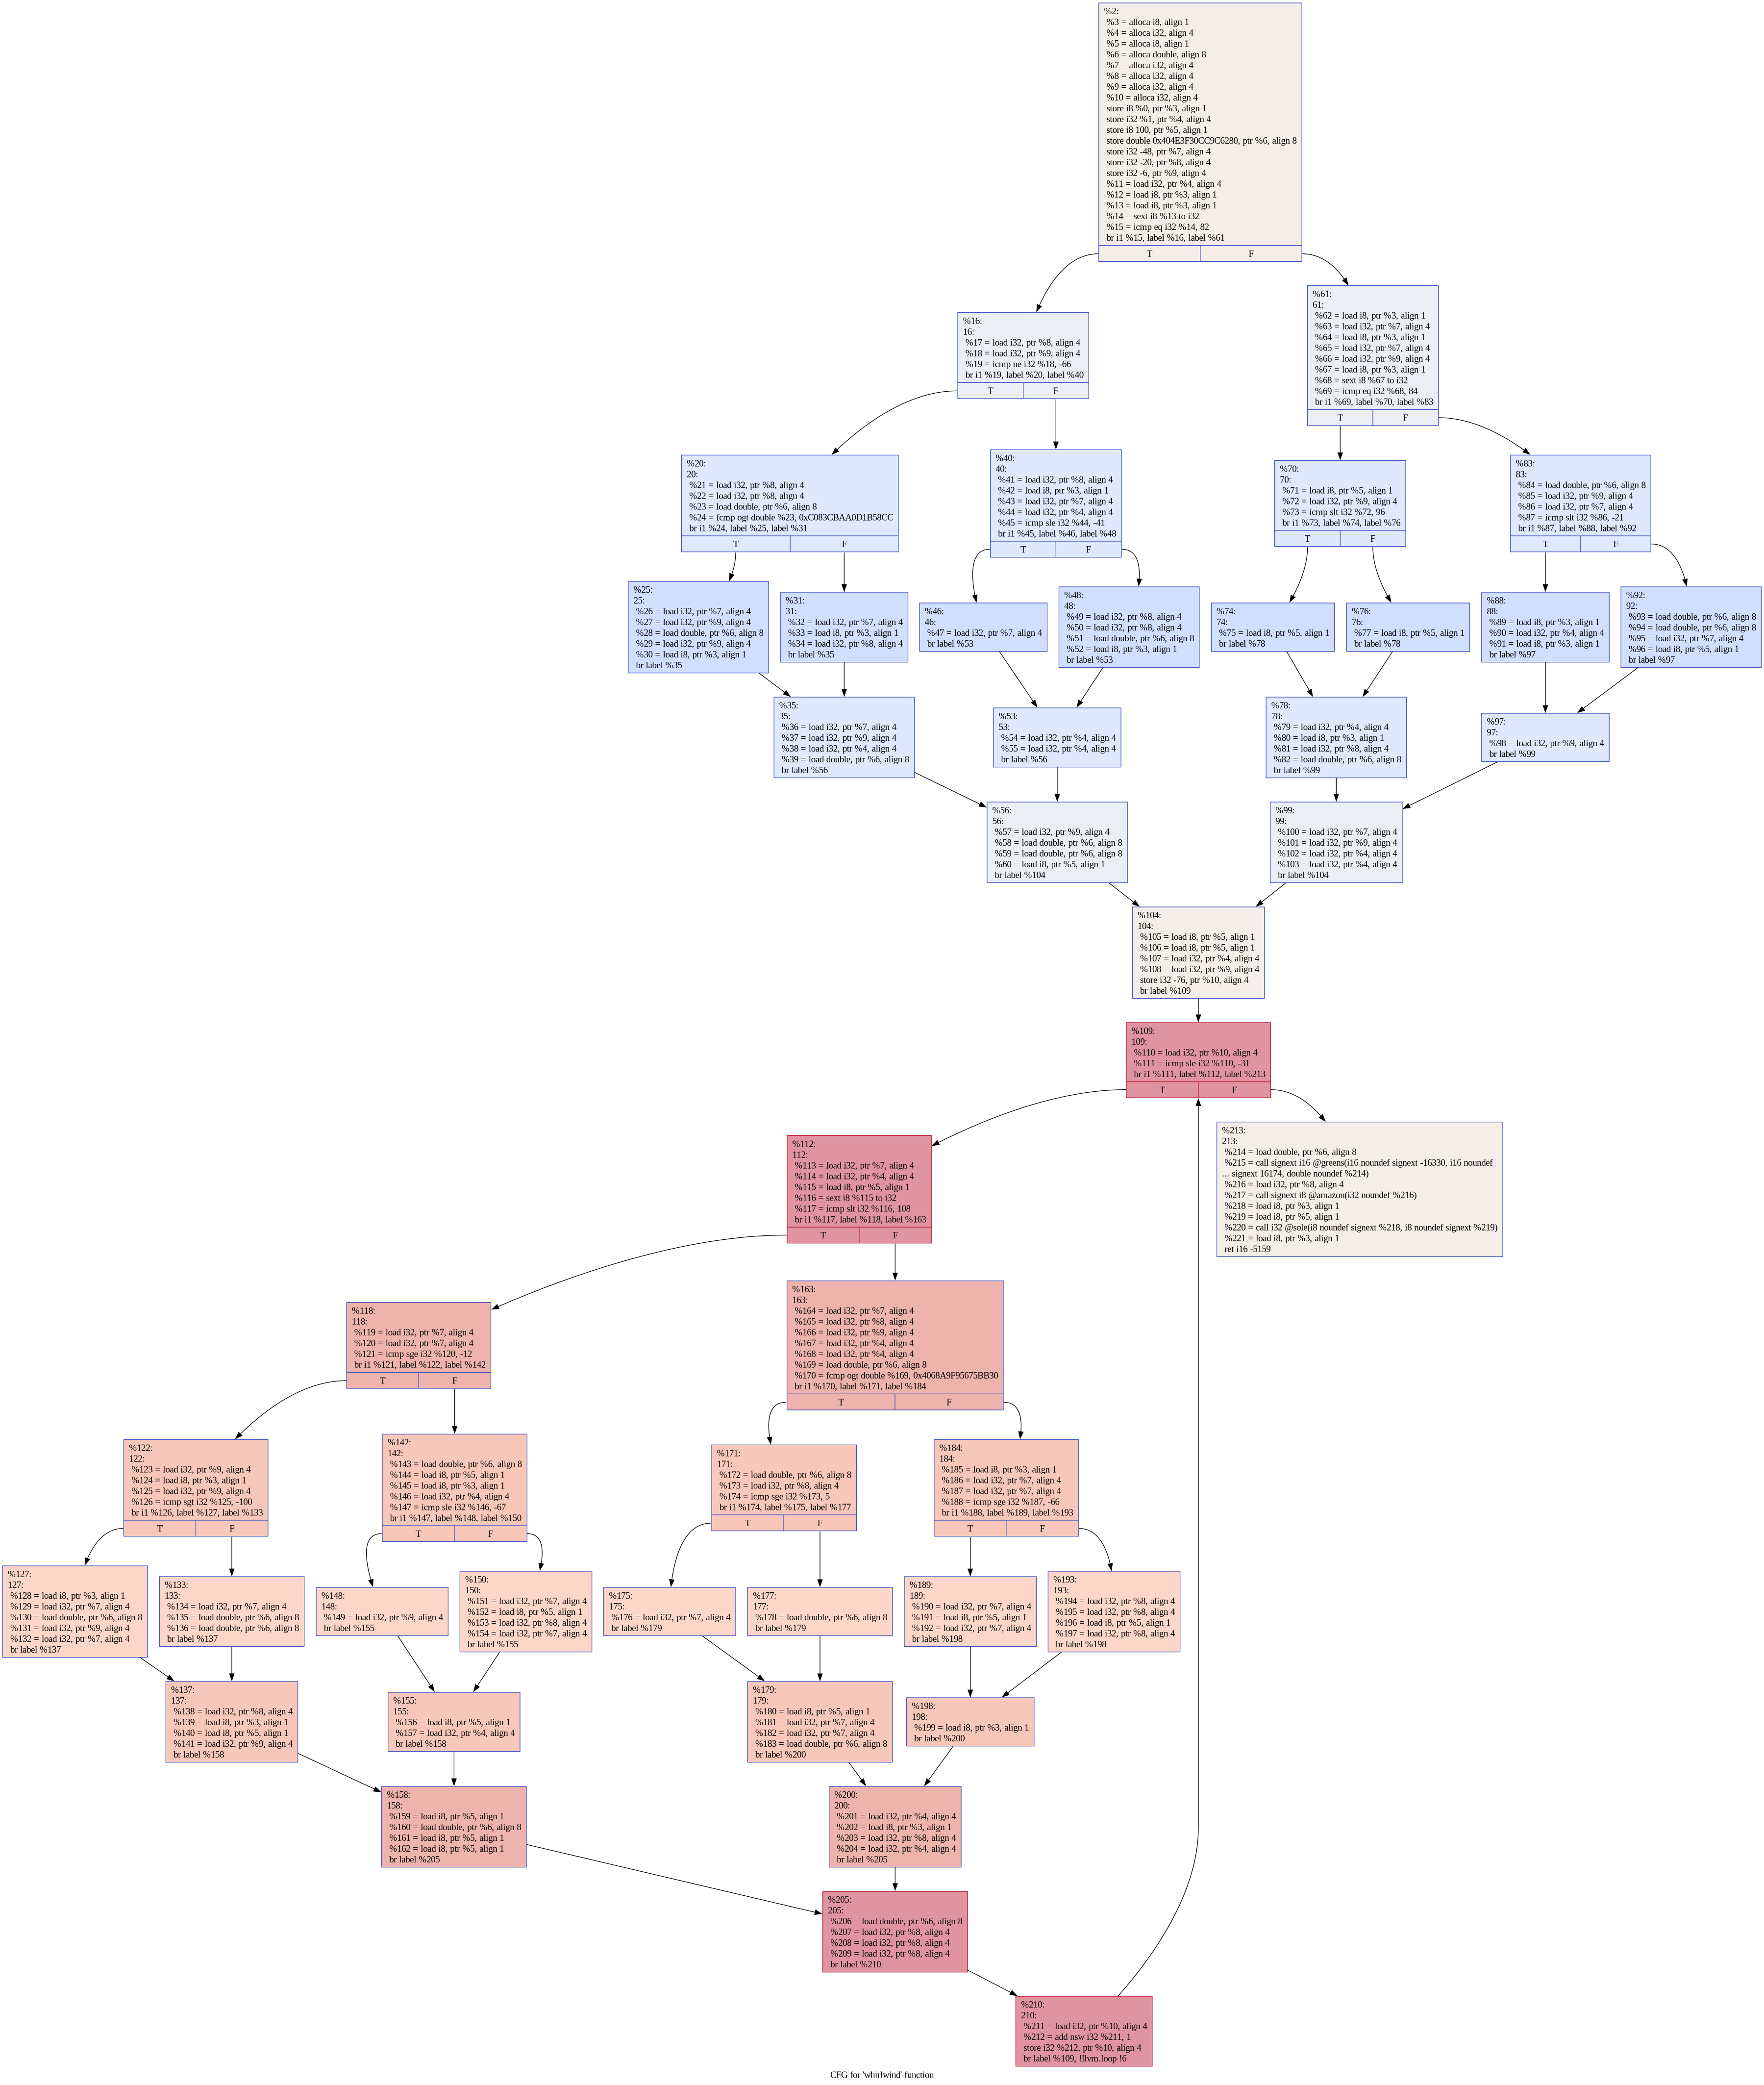 %2:
%3 = alloca i8, align 1
%4 = alloca i32, align 4
%5 = alloca i8, align 1
%6 = alloca double, align 8
%7 = alloca i32, align 4
%8 = alloca i32, align 4
%9 = alloca i32, align 4
%10 = alloca i32, align 4
store i8 %0, ptr %3, align 1
store i32 %1, ptr %4, align 4
store i8 100, ptr %5, align 1
store double 0x404E3F30CC9C6280, ptr %6, align 8
store i32 -48, ptr %7, align 4
store i32 -20, ptr %8, align 4
store i32 -6, ptr %9, align 4
%11 = load i32, ptr %4, align 4
%12 = load i8, ptr %3, align 1
%13 = load i8, ptr %3, align 1
%14 = sext i8 %13 to i32
%15 = icmp eq i32 %14, 82
br i1 %15, label %16, label %61
T F
%16:
16:
%17 = load i32, ptr %8, align 4
%18 = load i32, ptr %9, align 4
%19 = icmp ne i32 %18, -66
br i1 %19, label %20, label %40
T F
%61:
61:
%62 = load i8, ptr %3, align 1
%63 = load i32, ptr %7, align 4
%64 = load i8, ptr %3, align 1
%65 = load i32, ptr %7, align 4
%66 = load i32, ptr %9, align 4
%67 = load i8, ptr %3, align 1
%68 = sext i8 %67 to i32
%69 = icmp eq i32 %68, 84
br i1 %69, label %70, label %83
T F
%20:
20:
%21 = load i32, ptr %8, align 4
%22 = load i32, ptr %8, align 4
%23 = load double, ptr %6, align 8
%24 = fcmp ogt double %23, 0xC083CBAA0D1B58CC
br i1 %24, label %25, label %31
T F
%40:
40:
%41 = load i32, ptr %8, align 4
%42 = load i8, ptr %3, align 1
%43 = load i32, ptr %7, align 4
%44 = load i32, ptr %4, align 4
%45 = icmp sle i32 %44, -41
br i1 %45, label %46, label %48
T F
%70:
70:
%71 = load i8, ptr %5, align 1
%72 = load i32, ptr %9, align 4
%73 = icmp slt i32 %72, 96
br i1 %73, label %74, label %76
T F
%83:
83:
%84 = load double, ptr %6, align 8
%85 = load i32, ptr %9, align 4
%86 = load i32, ptr %7, align 4
%87 = icmp slt i32 %86, -21
br i1 %87, label %88, label %92
T F
%25:
25:
%26 = load i32, ptr %7, align 4
%27 = load i32, ptr %9, align 4
%28 = load double, ptr %6, align 8
%29 = load i32, ptr %9, align 4
%30 = load i8, ptr %3, align 1
br label %35
%31:
31:
%32 = load i32, ptr %7, align 4
%33 = load i8, ptr %3, align 1
%34 = load i32, ptr %8, align 4
br label %35
%46:
46:
%47 = load i32, ptr %7, align 4
br label %53
%48:
48:
%49 = load i32, ptr %8, align 4
%50 = load i32, ptr %8, align 4
%51 = load double, ptr %6, align 8
%52 = load i8, ptr %3, align 1
br label %53
%74:
74:
%75 = load i8, ptr %5, align 1
br label %78
%76:
76:
%77 = load i8, ptr %5, align 1
br label %78
%88:
88:
%89 = load i8, ptr %3, align 1
%90 = load i32, ptr %4, align 4
%91 = load i8, ptr %3, align 1
br label %97
%92:
92:
%93 = load double, ptr %6, align 8
%94 = load double, ptr %6, align 8
%95 = load i32, ptr %7, align 4
%96 = load i8, ptr %5, align 1
br label %97
%35:
35:
%36 = load i32, ptr %7, align 4
%37 = load i32, ptr %9, align 4
%38 = load i32, ptr %4, align 4
%39 = load double, ptr %6, align 8
br label %56
%53:
53:
%54 = load i32, ptr %4, align 4
%55 = load i32, ptr %4, align 4
br label %56
%78:
78:
%79 = load i32, ptr %4, align 4
%80 = load i8, ptr %3, align 1
%81 = load i32, ptr %8, align 4
%82 = load double, ptr %6, align 8
br label %99
%97:
97:
%98 = load i32, ptr %9, align 4
br label %99
%56:
56:
%57 = load i32, ptr %9, align 4
%58 = load double, ptr %6, align 8
%59 = load double, ptr %6, align 8
%60 = load i8, ptr %5, align 1
br label %104
%99:
99:
%100 = load i32, ptr %7, align 4
%101 = load i32, ptr %9, align 4
%102 = load i32, ptr %4, align 4
%103 = load i32, ptr %4, align 4
br label %104
%104:
104:
%105 = load i8, ptr %5, align 1
%106 = load i8, ptr %5, align 1
%107 = load i32, ptr %4, align 4
%108 = load i32, ptr %9, align 4
store i32 -76, ptr %10, align 4
br label %109
%109:
109:
%110 = load i32, ptr %10, align 4
%111 = icmp sle i32 %110, -31
br i1 %111, label %112, label %213
T F
%112:
112:
%113 = load i32, ptr %7, align 4
%114 = load i32, ptr %4, align 4
%115 = load i8, ptr %5, align 1
%116 = sext i8 %115 to i32
%117 = icmp slt i32 %116, 108
br i1 %117, label %118, label %163
T F
%213:
213:
%214 = load double, ptr %6, align 8
%215 = call signext i16 @greens(i16 noundef signext -16330, i16 noundef
... signext 16174, double noundef %214)
%216 = load i32, ptr %8, align 4
%217 = call signext i8 @amazon(i32 noundef %216)
%218 = load i8, ptr %3, align 1
%219 = load i8, ptr %5, align 1
%220 = call i32 @sole(i8 noundef signext %218, i8 noundef signext %219)
%221 = load i8, ptr %3, align 1
ret i16 -5159
%118:
118:
%119 = load i32, ptr %7, align 4
%120 = load i32, ptr %7, align 4
%121 = icmp sge i32 %120, -12
br i1 %121, label %122, label %142
T F
%163:
163:
%164 = load i32, ptr %7, align 4
%165 = load i32, ptr %8, align 4
%166 = load i32, ptr %9, align 4
%167 = load i32, ptr %4, align 4
%168 = load i32, ptr %4, align 4
%169 = load double, ptr %6, align 8
%170 = fcmp ogt double %169, 0x4068A9F95675BB30
br i1 %170, label %171, label %184
T F
%122:
122:
%123 = load i32, ptr %9, align 4
%124 = load i8, ptr %3, align 1
%125 = load i32, ptr %9, align 4
%126 = icmp sgt i32 %125, -100
br i1 %126, label %127, label %133
T F
%142:
142:
%143 = load double, ptr %6, align 8
%144 = load i8, ptr %5, align 1
%145 = load i8, ptr %3, align 1
%146 = load i32, ptr %4, align 4
%147 = icmp sle i32 %146, -67
br i1 %147, label %148, label %150
T F
%171:
171:
%172 = load double, ptr %6, align 8
%173 = load i32, ptr %8, align 4
%174 = icmp sge i32 %173, 5
br i1 %174, label %175, label %177
T F
%184:
184:
%185 = load i8, ptr %3, align 1
%186 = load i32, ptr %7, align 4
%187 = load i32, ptr %7, align 4
%188 = icmp sge i32 %187, -66
br i1 %188, label %189, label %193
T F
%127:
127:
%128 = load i8, ptr %3, align 1
%129 = load i32, ptr %7, align 4
%130 = load double, ptr %6, align 8
%131 = load i32, ptr %9, align 4
%132 = load i32, ptr %7, align 4
br label %137
%133:
133:
%134 = load i32, ptr %7, align 4
%135 = load double, ptr %6, align 8
%136 = load double, ptr %6, align 8
br label %137
%148:
148:
%149 = load i32, ptr %9, align 4
br label %155
%150:
150:
%151 = load i32, ptr %7, align 4
%152 = load i8, ptr %5, align 1
%153 = load i32, ptr %8, align 4
%154 = load i32, ptr %7, align 4
br label %155
%175:
175:
%176 = load i32, ptr %7, align 4
br label %179
%177:
177:
%178 = load double, ptr %6, align 8
br label %179
%189:
189:
%190 = load i32, ptr %7, align 4
%191 = load i8, ptr %5, align 1
%192 = load i32, ptr %7, align 4
br label %198
%193:
193:
%194 = load i32, ptr %8, align 4
%195 = load i32, ptr %8, align 4
%196 = load i8, ptr %5, align 1
%197 = load i32, ptr %8, align 4
br label %198
%137:
137:
%138 = load i32, ptr %8, align 4
%139 = load i8, ptr %3, align 1
%140 = load i8, ptr %5, align 1
%141 = load i32, ptr %9, align 4
br label %158
%155:
155:
%156 = load i8, ptr %5, align 1
%157 = load i32, ptr %4, align 4
br label %158
%179:
179:
%180 = load i8, ptr %5, align 1
%181 = load i32, ptr %7, align 4
%182 = load i32, ptr %7, align 4
%183 = load double, ptr %6, align 8
br label %200
%198:
198:
%199 = load i8, ptr %3, align 1
br label %200
%158:
158:
%159 = load i8, ptr %5, align 1
%160 = load double, ptr %6, align 8
%161 = load i8, ptr %5, align 1
%162 = load i8, ptr %5, align 1
br label %205
%200:
200:
%201 = load i32, ptr %4, align 4
%202 = load i8, ptr %3, align 1
%203 = load i32, ptr %8, align 4
%204 = load i32, ptr %4, align 4
br label %205
%205:
205:
%206 = load double, ptr %6, align 8
%207 = load i32, ptr %8, align 4
%208 = load i32, ptr %8, align 4
%209 = load i32, ptr %8, align 4
br label %210
%210:
210:
%211 = load i32, ptr %10, align 4
%212 = add nsw i32 %211, 1
store i32 %212, ptr %10, align 4
br label %109, !llvm.loop !6
CFG for 'whirlwind' function